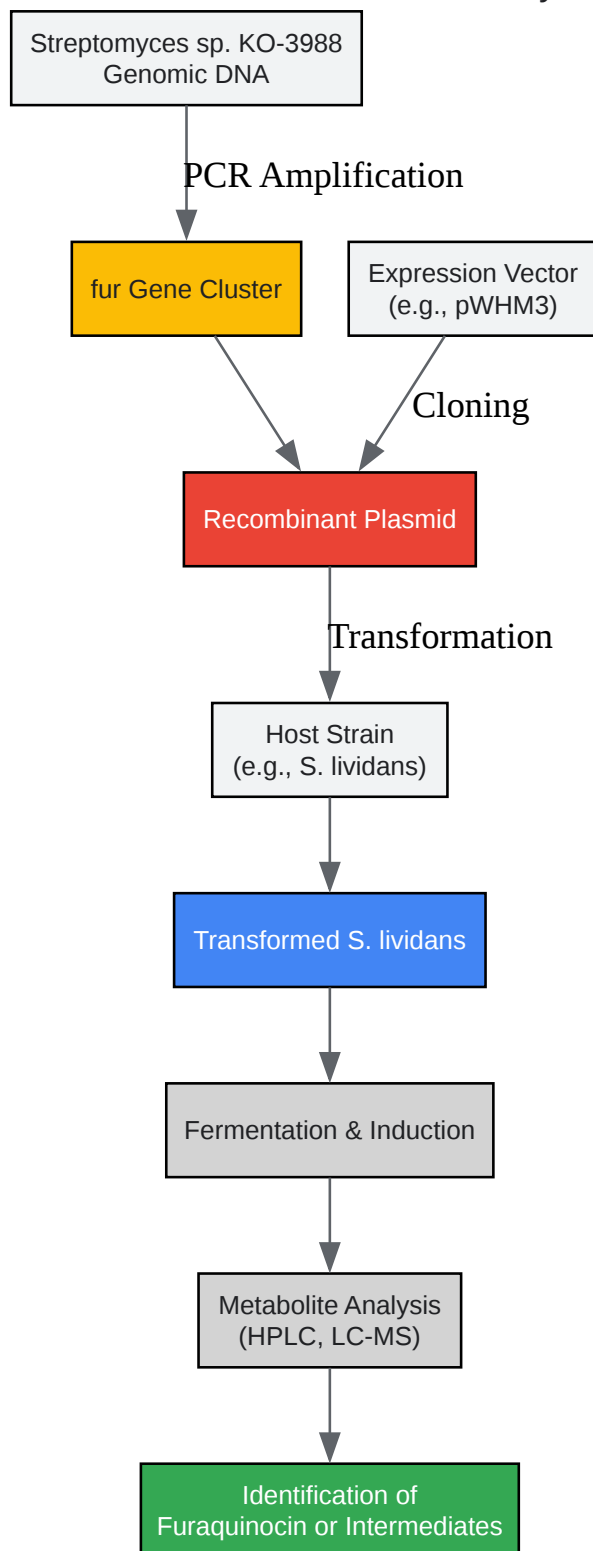 Streptomyces sp. KO-3988
Genomic DNA
PCR Amplification
fur Gene Cluster
Expression Vector
(e.g., pWHM3)
Cloning
Recombinant Plasmid
Transformation
Host Strain
(e.g., S. lividans)
Transformed S. lividans
Fermentation & Induction
Metabolite Analysis
(HPLC, LC-MS)
Identification of
Furaquinocin or Intermediates